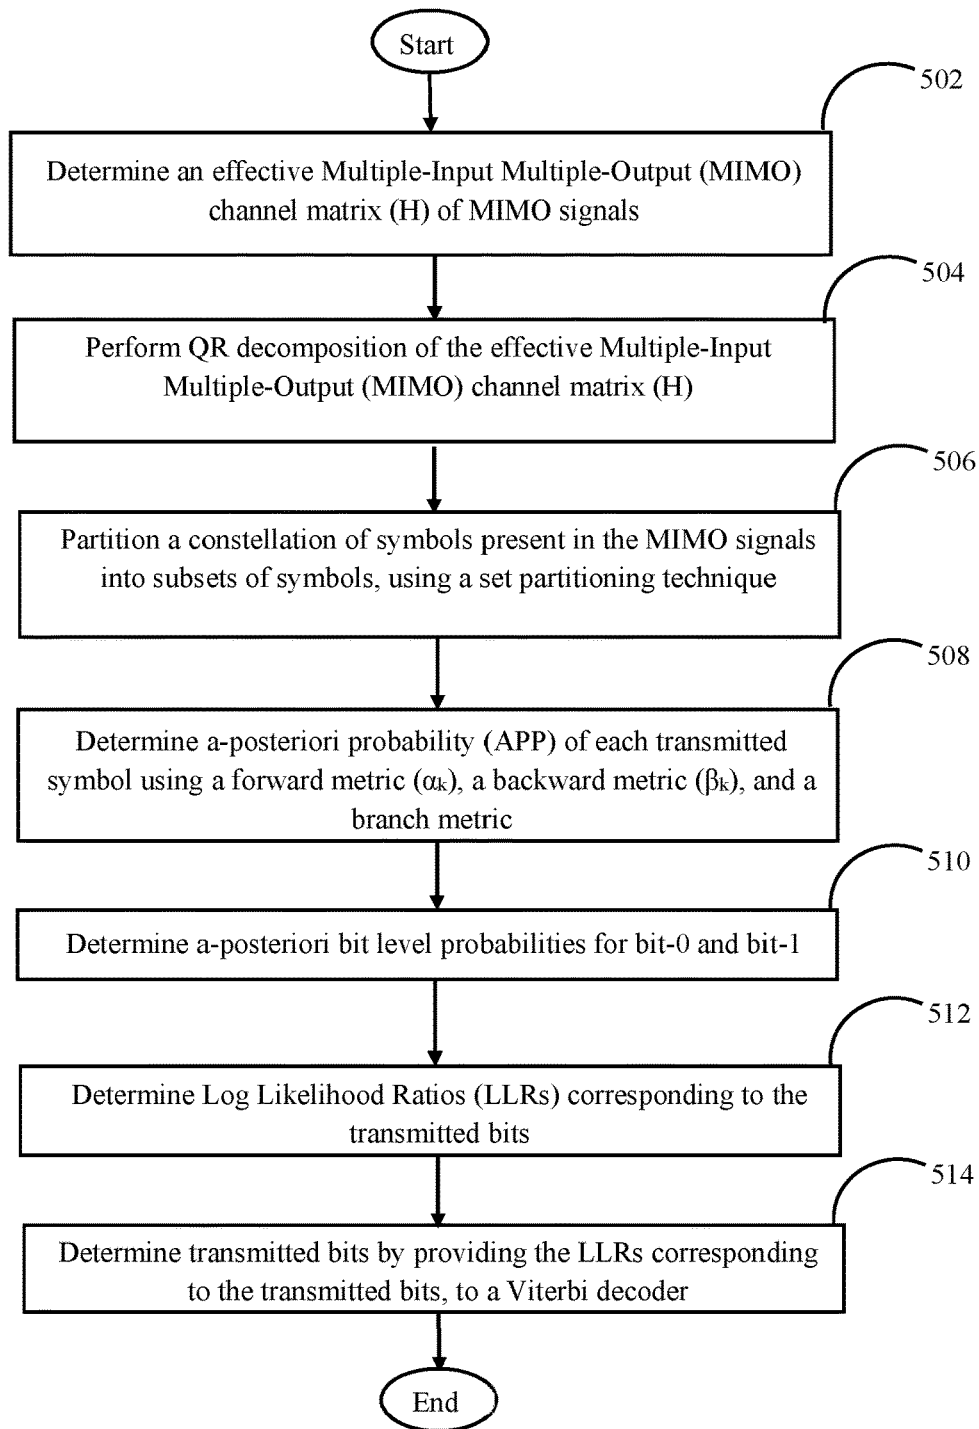 Start
502
Determine an effective Multiple-Input Multiple-Output (MIMO)
channel matrix (H) of MIMO signals
504
Perform QR decomposition of the effective Multiple-Input
Multiple-Output (MIMO) channel matrix (H)
506
Partition a constellation of symbols present in the MIMO signals
into subsets of symbols, using a set partitioning technique
508
Determine a-posteriori probability (APP) of each transmitted
symbol using a forward metric (αₖ), a backward metric (βₖ), and a
branch metric
510
Determine a-posteriori bit level probabilities for bit-0 and bit-1
512
Determine Log Likelihood Ratios (LLRs) corresponding to the
transmitted bits
514
Determine transmitted bits by providing the LLRs corresponding
to the transmitted bits, to a Viterbi decoder
End